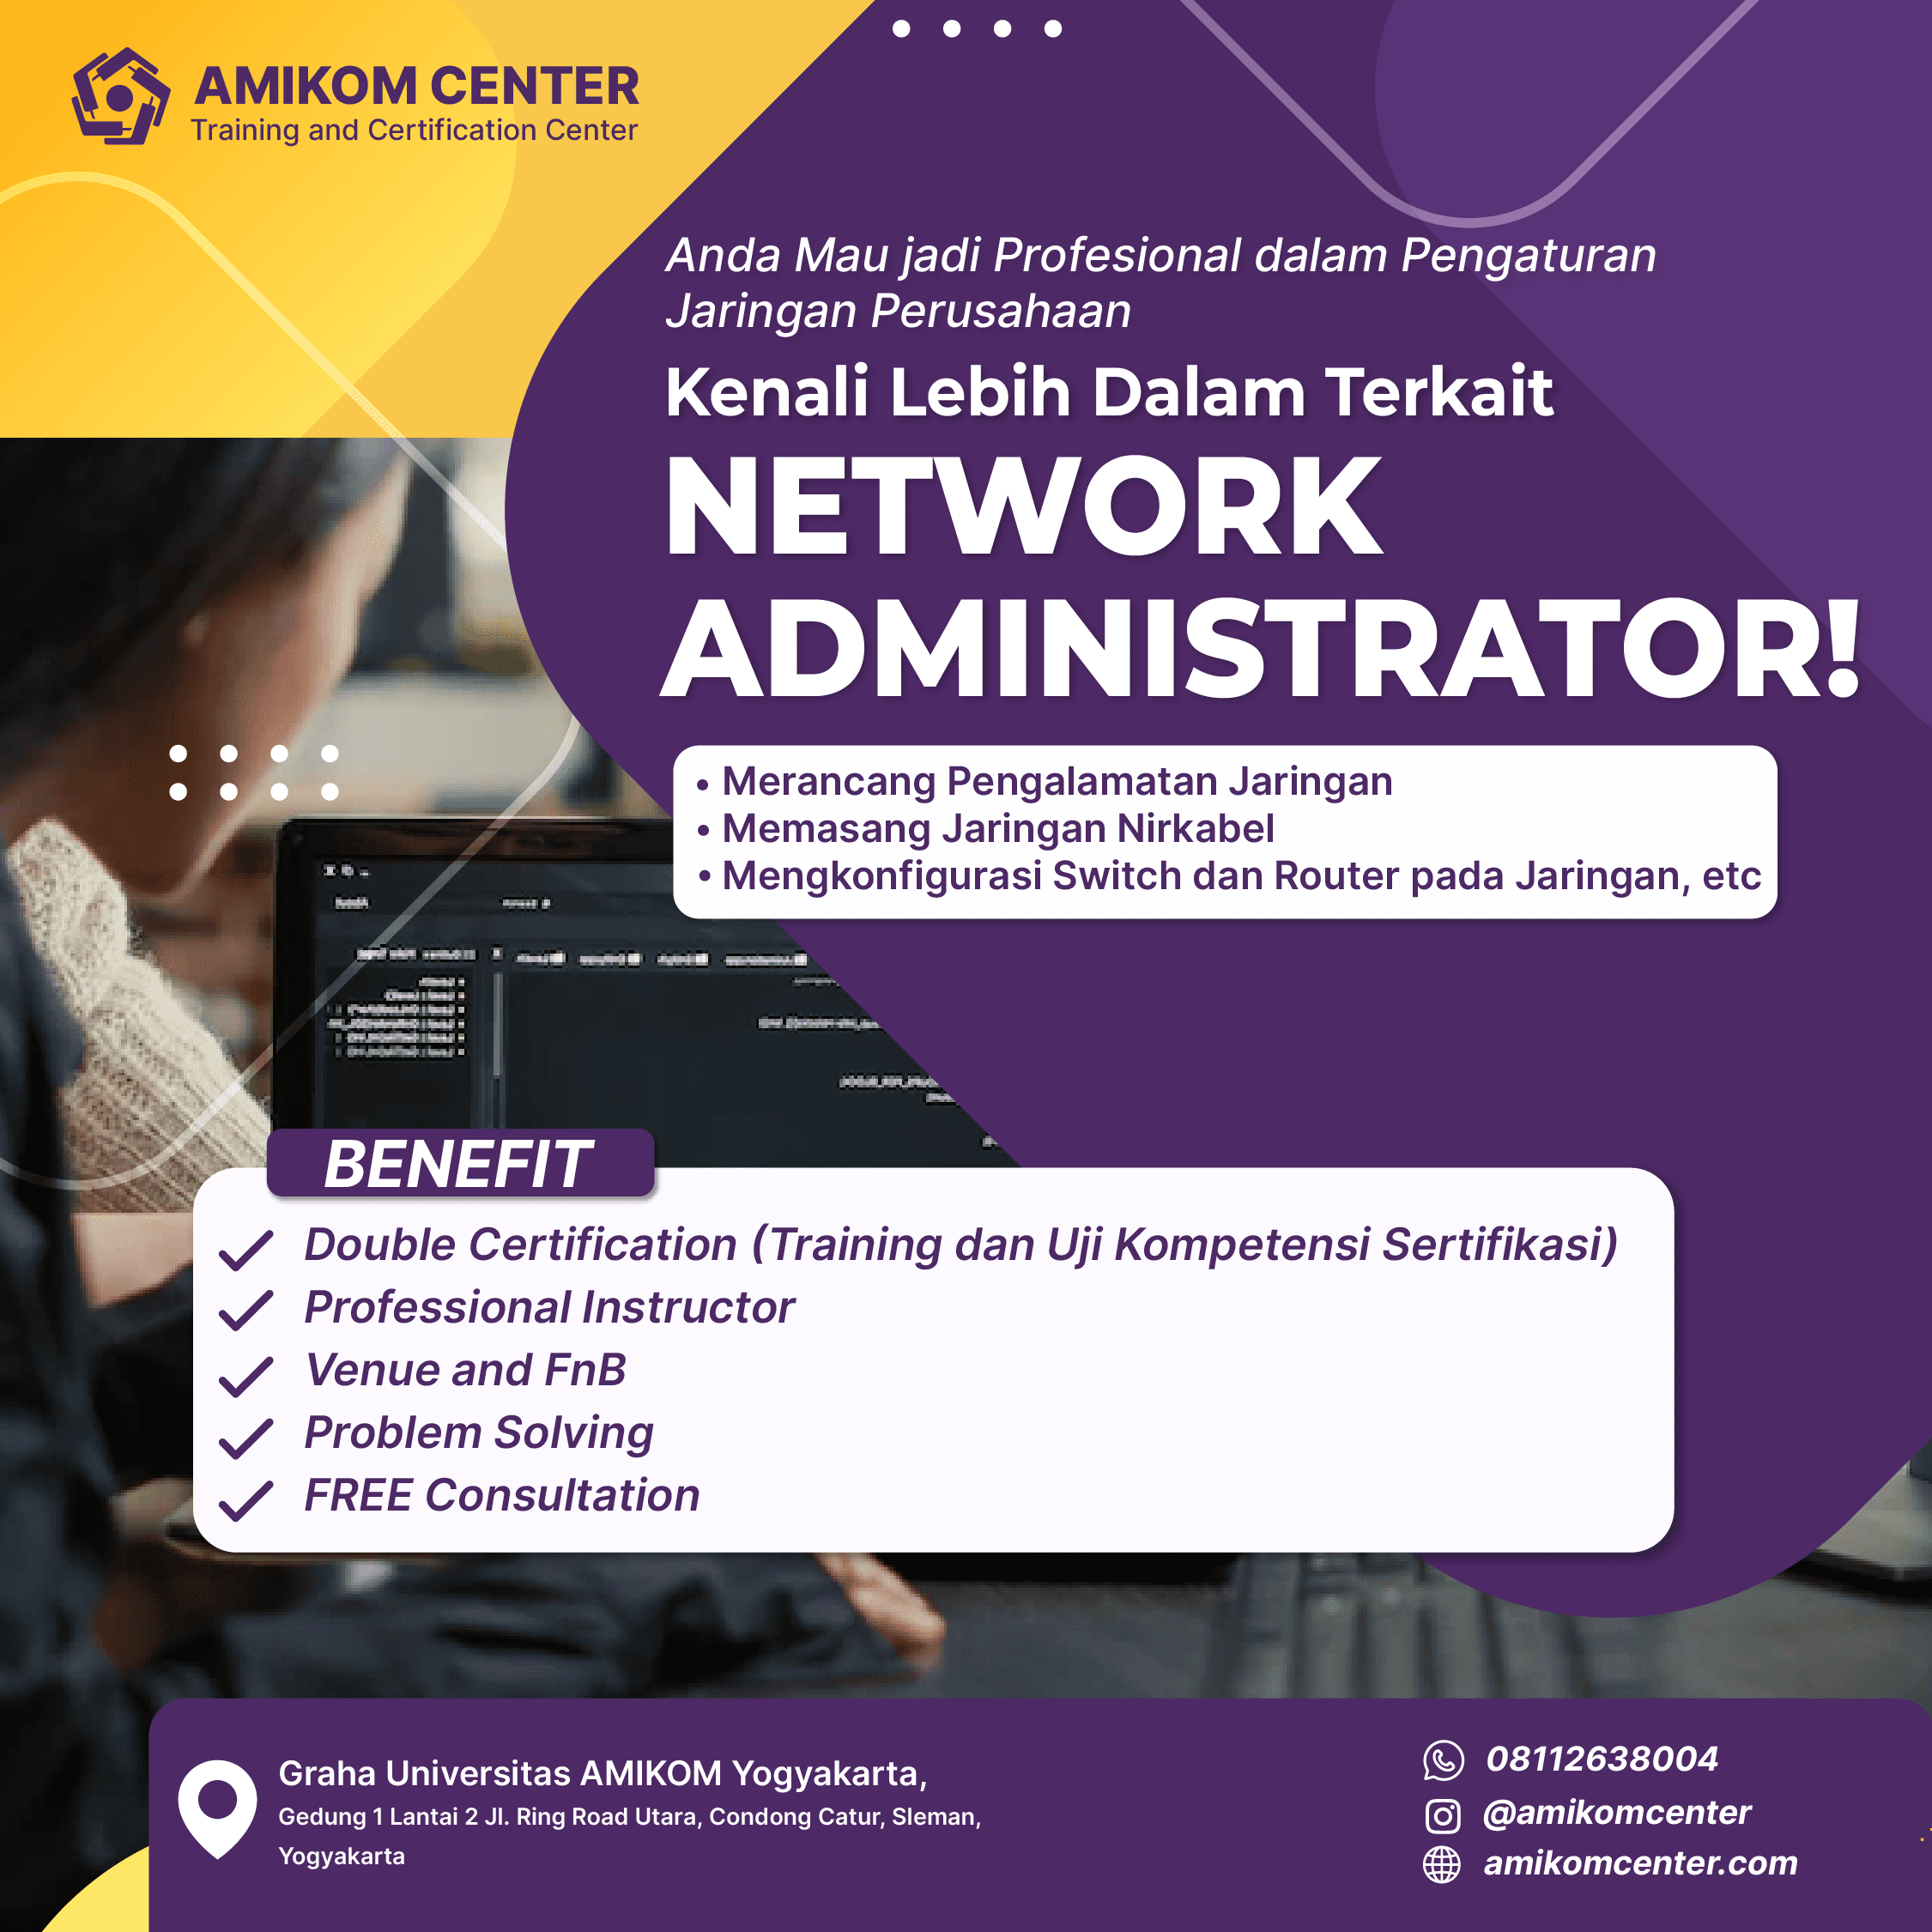 AMIKOM CENTER
Training and Certification Center
Anda Mau jadi Profesional dalam Pengaturan
Jaringan Perusahaan
Kenali Lebih Dalam Terkait
NETWORK
ADMINISTRATOR!
• Merancang Pengalamatan Jaringan
• Memasang Jaringan Nirkabel
• Mengkonfigurasi Switch dan Router pada Jaringan, etc
BENEFIT
Double Certification (Training dan Uji Kompetensi Sertifikasi)
Professional Instructor
Venue and FnB
Problem Solving
FREE Consultation
Graha Universitas AMIKOM Yogyakarta,
Gedung 1 Lantai 2 Jl. Ring Road Utara, Condong Catur, Sleman,
Yogyakarta
08112638004
@amikomcenter
amikomcenter.com